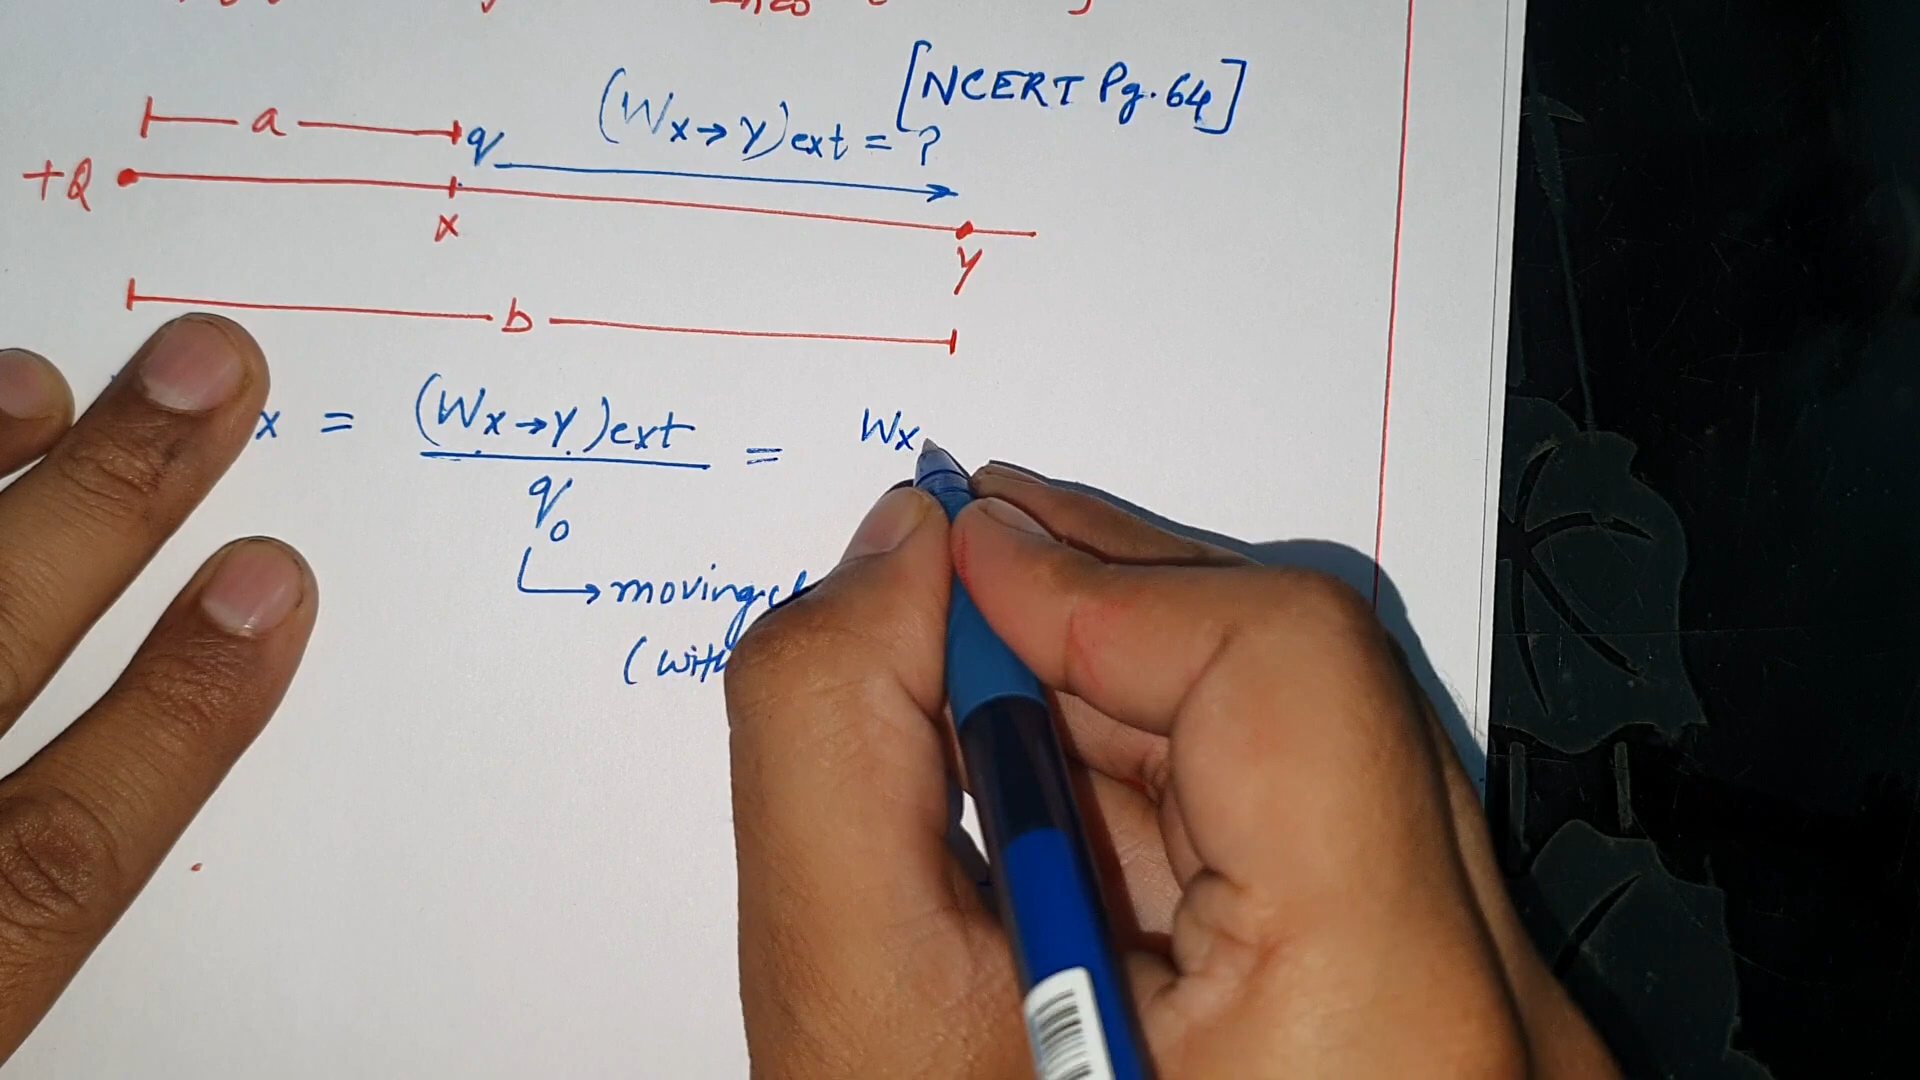 [NCERT Pg. 64]
a q (Wx→y)ext = ?
+Q
x
y
b
x = (Wx→y)ext / q₀ = Wx
→ moving
(with